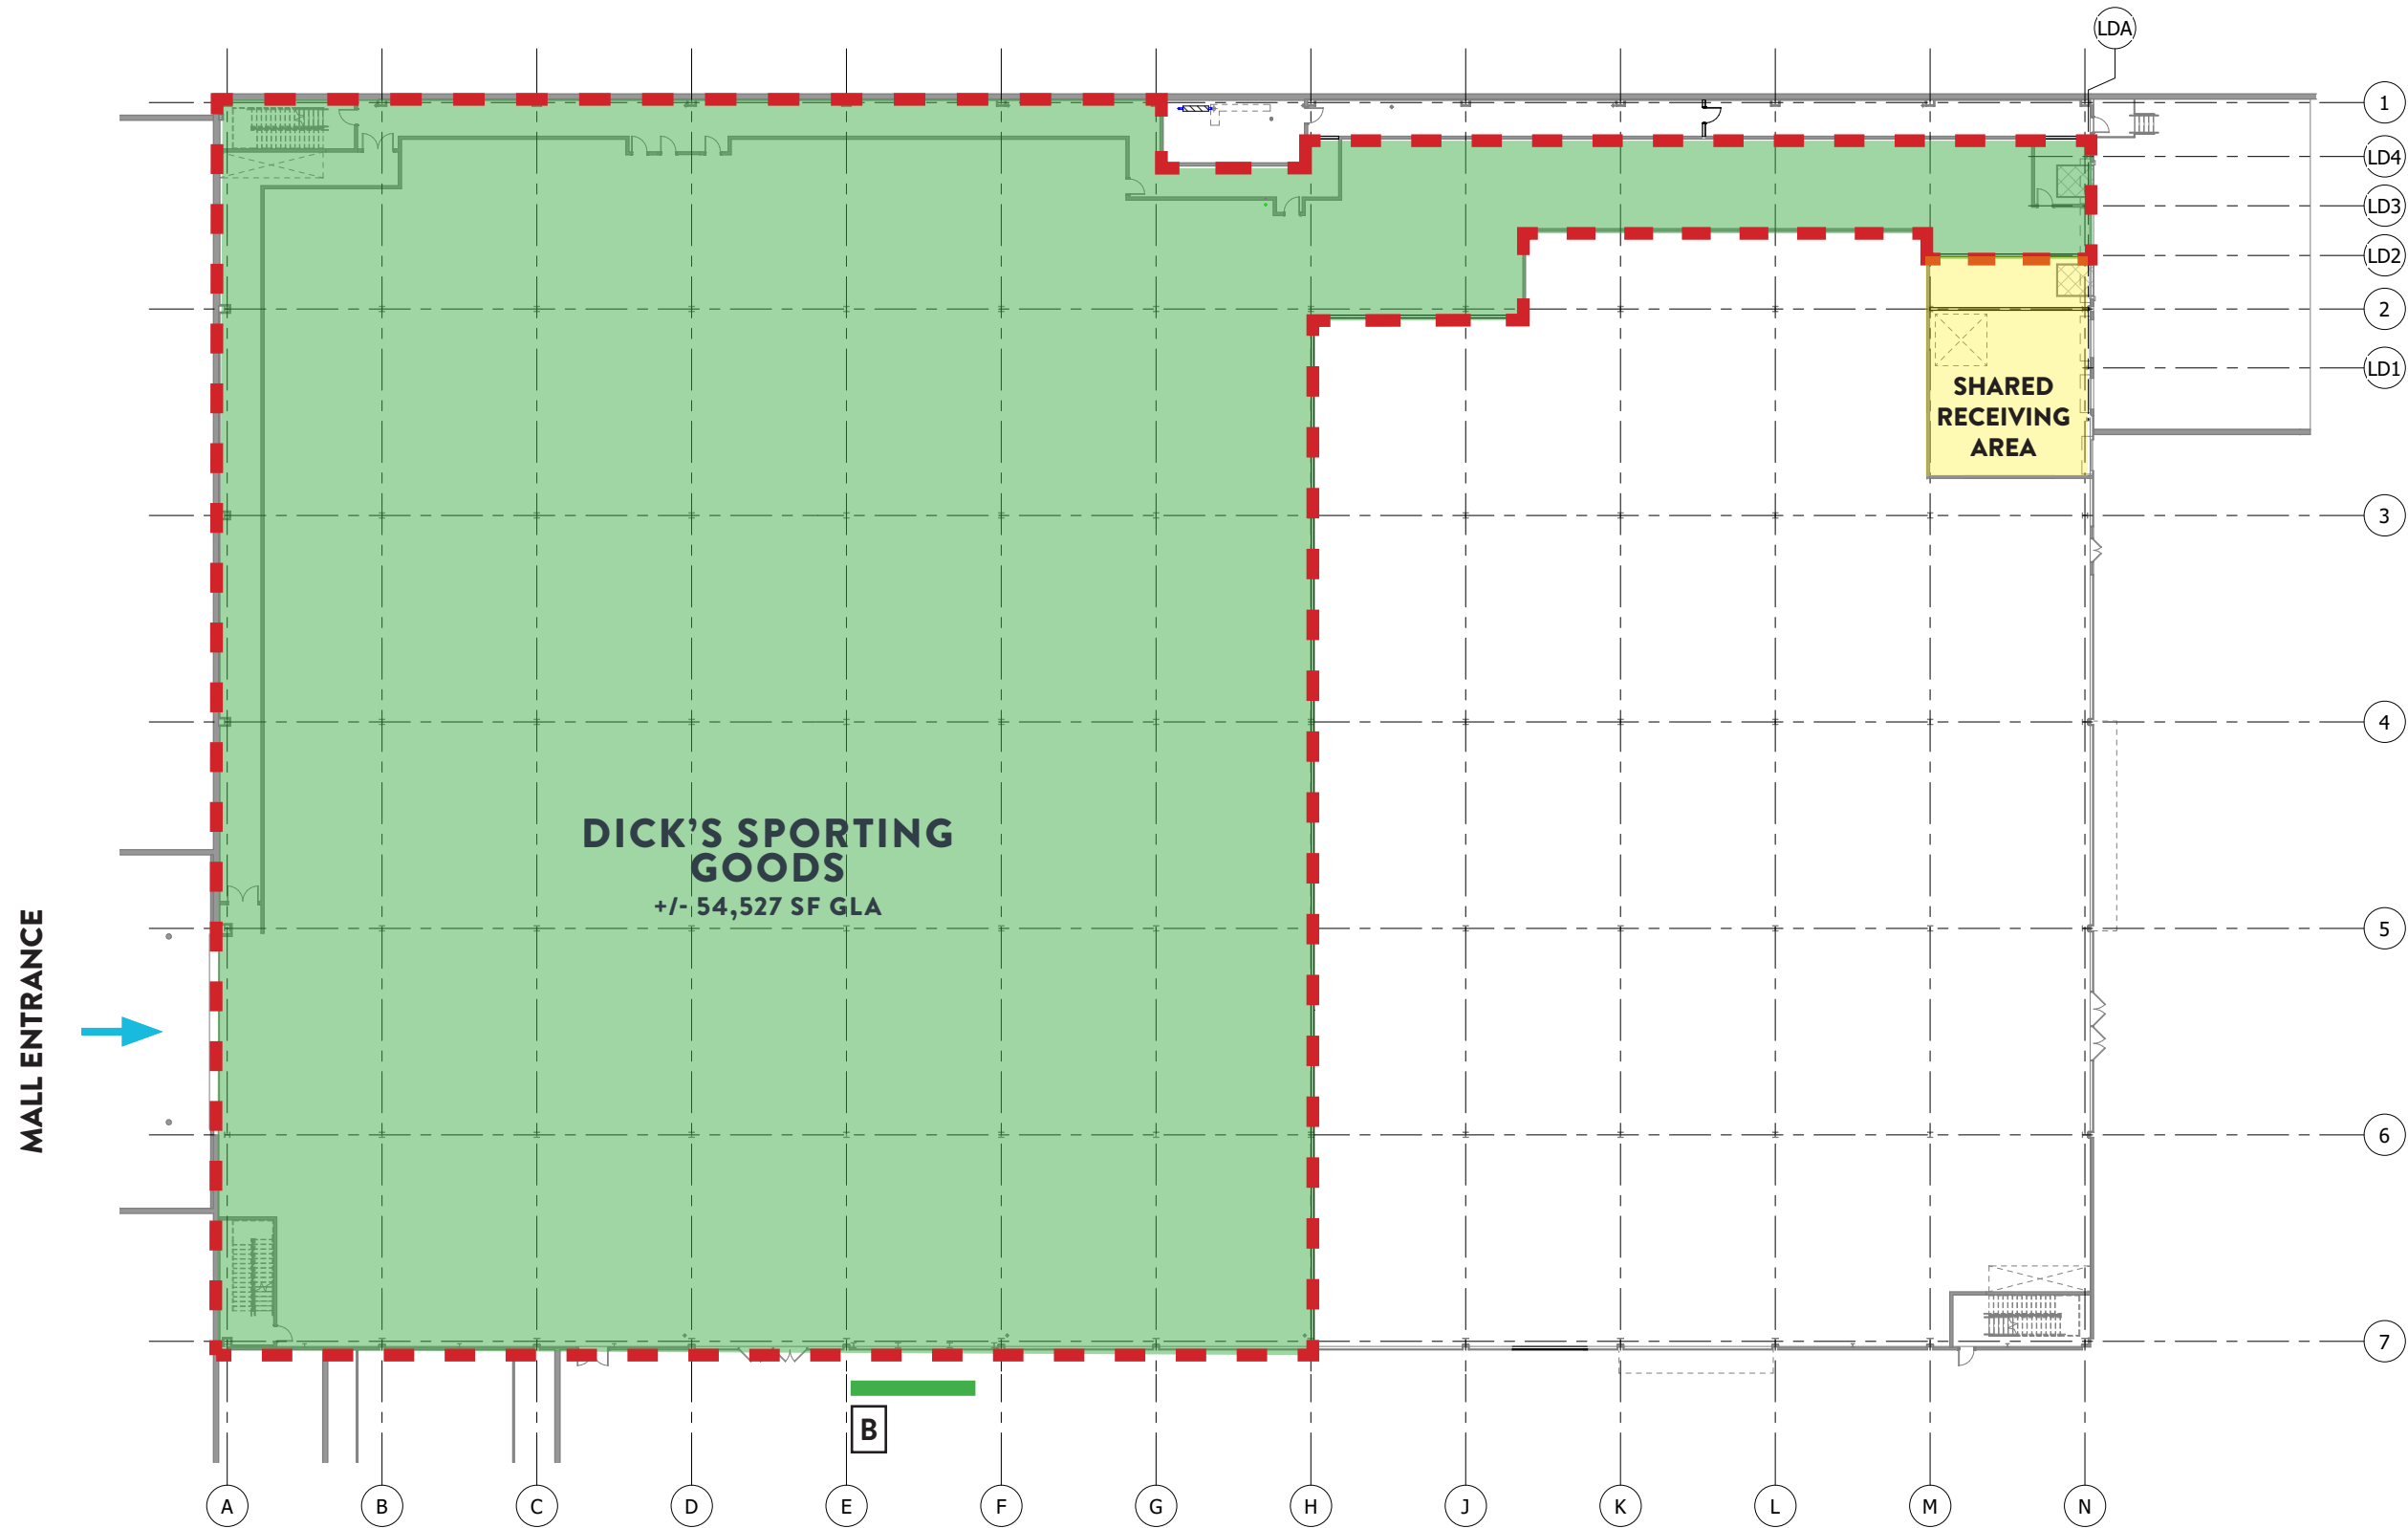 LDA
1
LD4
LD3
LD2
2
LD1
SHARED
RECEIVING
AREA
3
4
DICK'S SPORTING
GOODS
+/- 54,527 SF GLA
5
MALL ENTRANCE
6
7
B
A B C D E F G H J K L M N